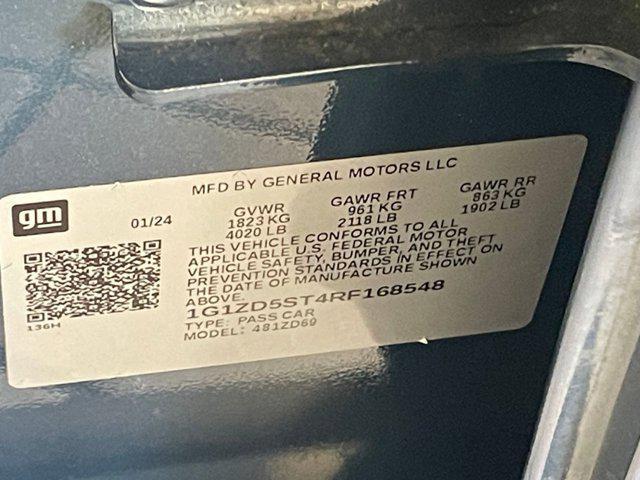 MFD BY GENERAL MOTORS LLC
gm
01/24
GVWR GAWR FRT GAWR RR
1823 KG 961 KG 863 KG
4020 LB 2118 LB 1902 LB
THIS VEHICLE CONFORMS TO ALL
APPLICABLE U.S. FEDERAL MOTOR
VEHICLE SAFETY, BUMPER, AND THEFT
PREVENTION STANDARDS IN EFFECT ON
THE DATE OF MANUFACTURE SHOWN
ABOVE.
1G1ZD5ST4RF168548
TYPE: PASS CAR
MODEL: 481ZD69
136H